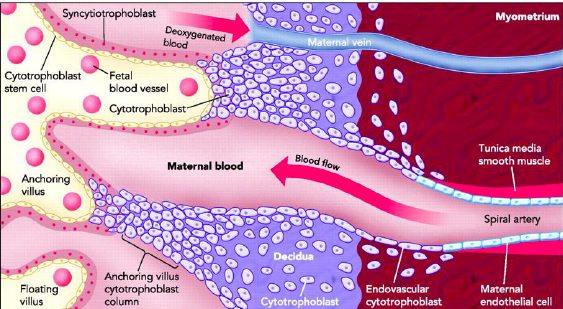 Syncytiotrophoblast
Deoxygenated
blood
Myometrium
Maternal vein
Cytotrophoblast
stem cell
Fetal
blood vessel
Cytotrophoblast
Tunica media
smooth muscle
Maternal blood
Blood flow
Anchoring
villus
Spiral artery
Decidua
Floating
villus
Anchoring villus
cytotrophoblast
column
Cytotrophoblast
Endovascular
cytotrophoblast
Maternal
endothelial cell